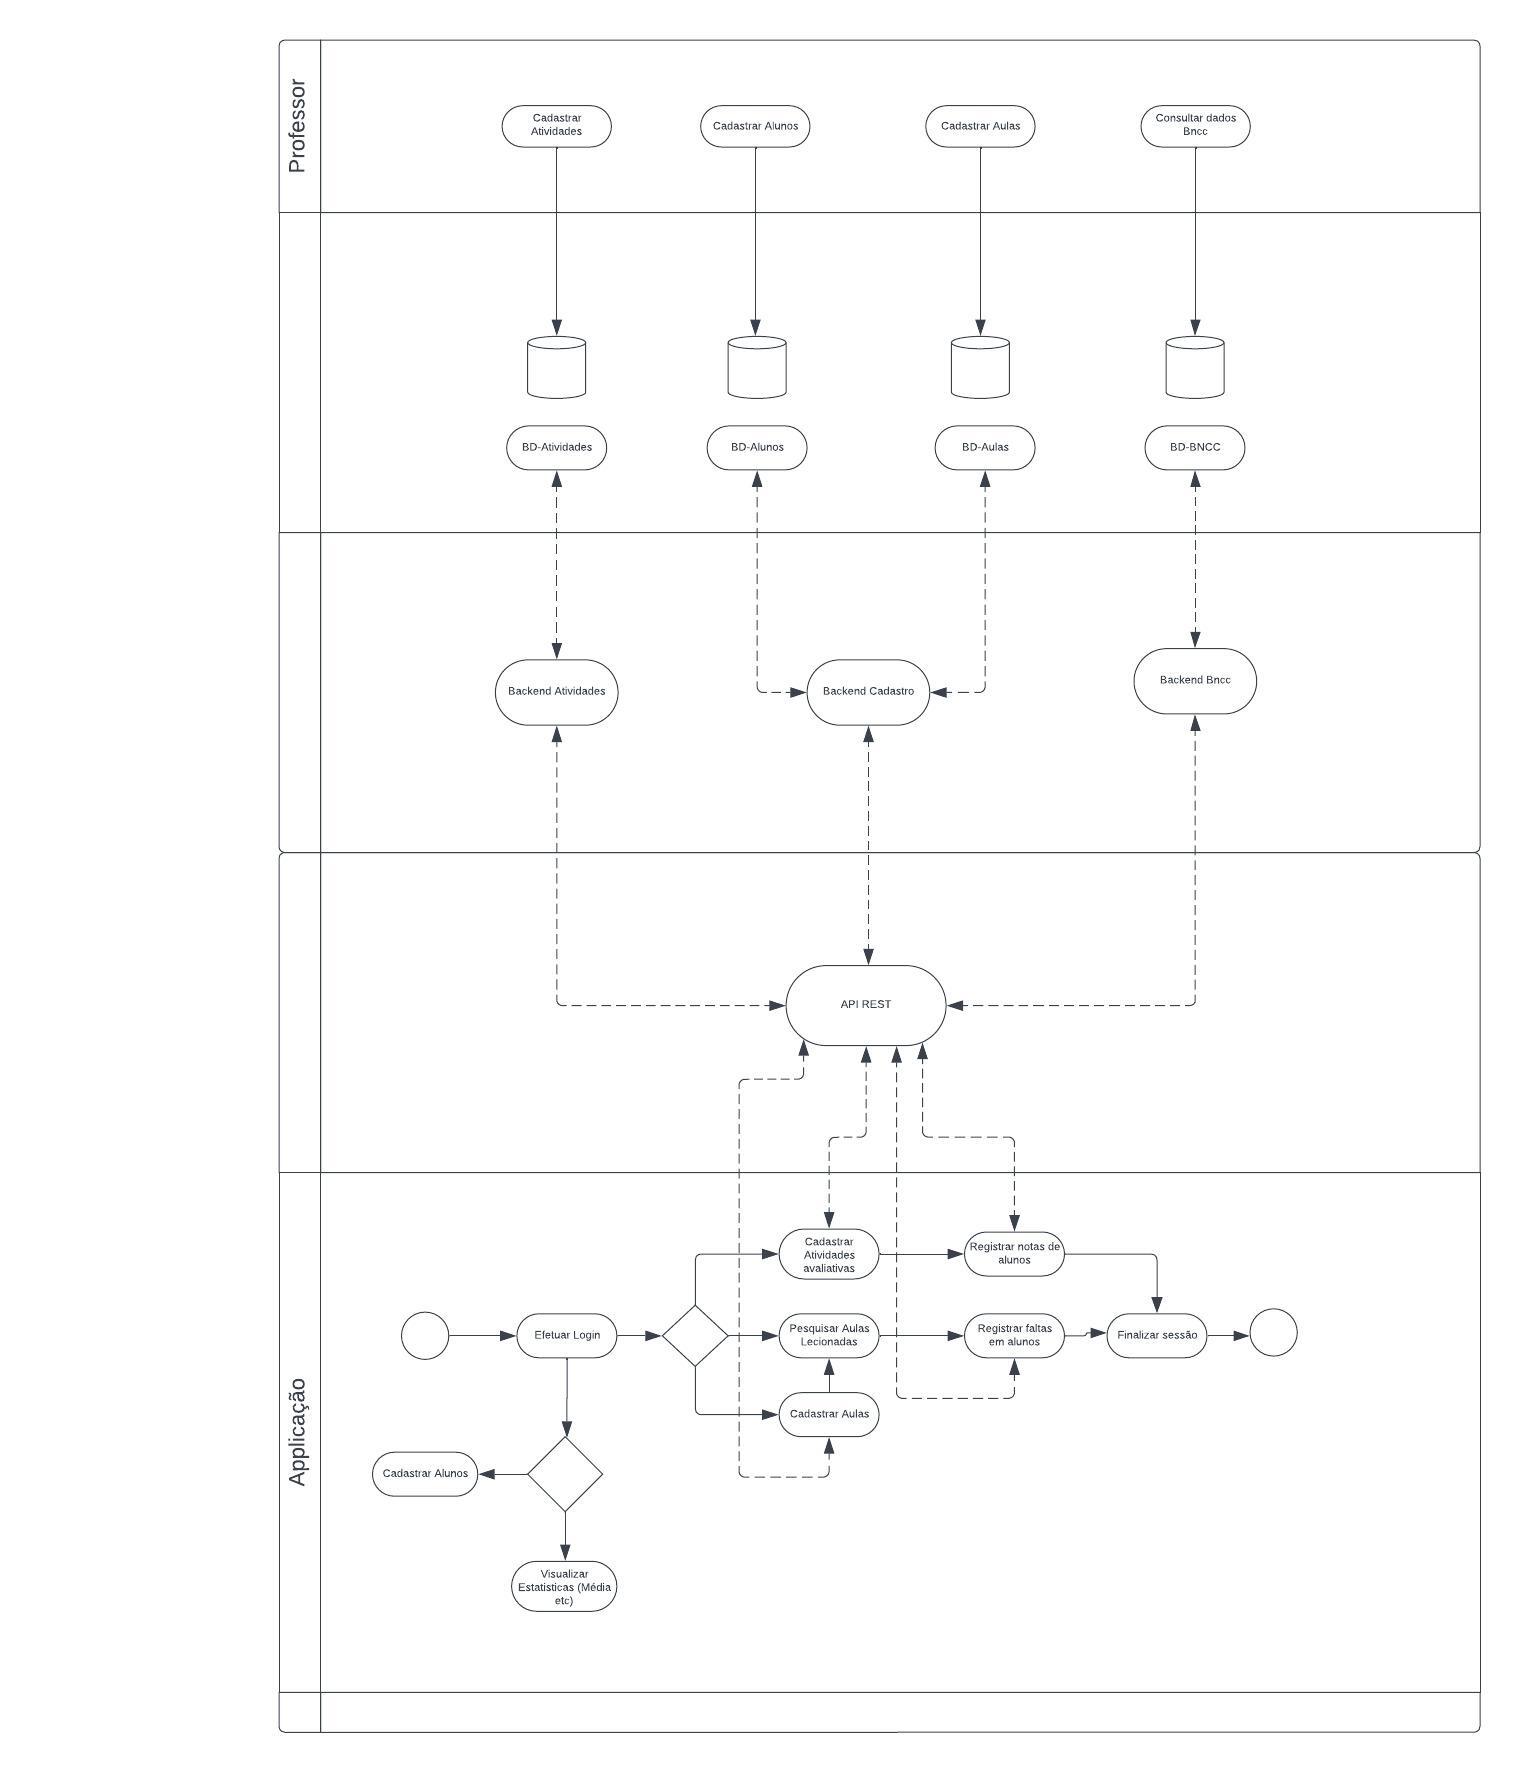 Professor
Cadastrar
Atividades
Cadastrar Alunos
Cadastrar Aulas
Consultar dados
Bncc
BD-Atividades
BD-Alunos
BD-Aulas
BD-BNCC
Backend Atividades
Backend Cadastro
Backend Bncc
API REST
Applicação
Cadastrar
Atividades
avaliativas
Registrar notas de
alunos
Efetuar Login
Pesquisar Aulas
Lecionadas
Registrar faltas
em alunos
Finalizar sessão
Cadastrar Aulas
Cadastrar Alunos
Visualizar
Estatisticas (Média
etc)